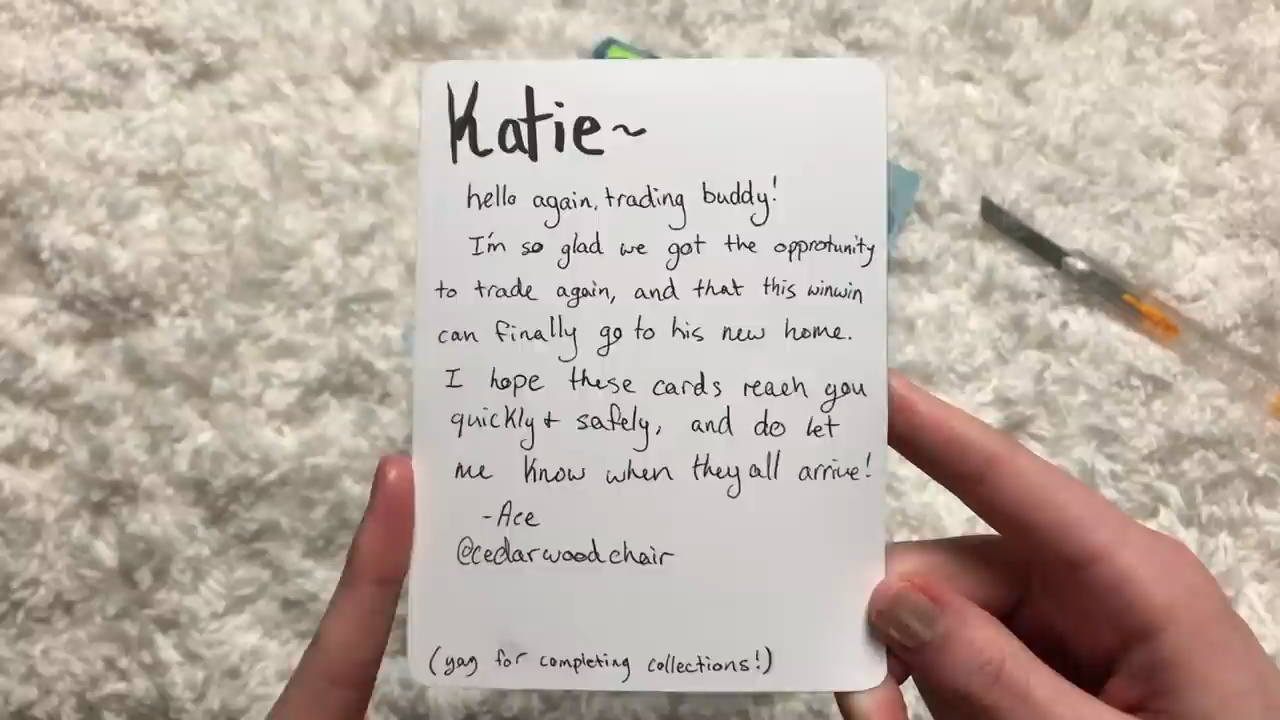 Katie~
hello again, trading buddy!
I'm so glad we got the opprotunity
to trade again, and that this winwin
can finally go to his new home.
I hope these cards reach you
quickly + safely, and do let
me know when they all arrive!
-Ace
@cedarwoodchair
(yay for completing collections!)